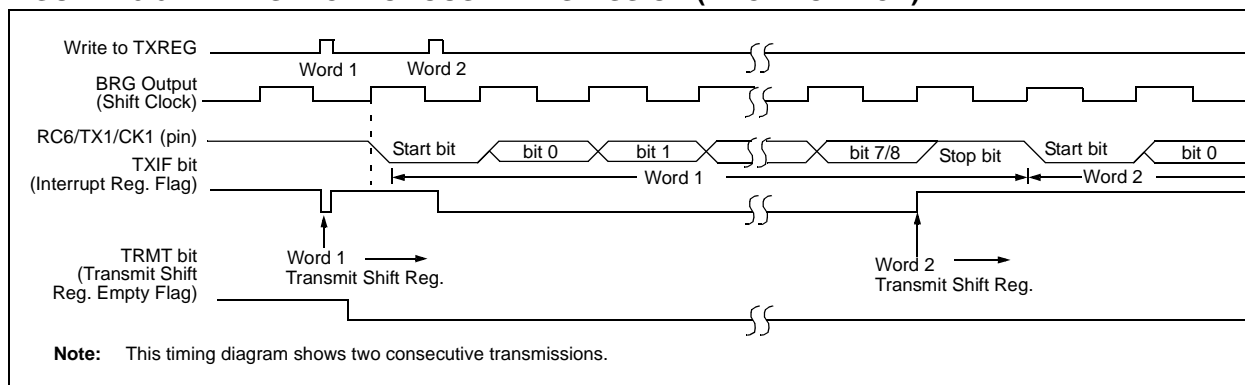 Write to TXREG
Word 1
Word 2
BRG Output
(Shift Clock)
RC6/TX1/CK1 (pin)
Start bit
bit 0
bit 1
bit 7/8
Stop bit
Start bit
bit 0
TXIF bit
(Interrupt Reg. Flag)
Word 1
Word 2
Word 1
Transmit Shift Reg.
Word 2
Transmit Shift Reg.
TRMT bit
(Transmit Shift
Reg. Empty Flag)
Note: This timing diagram shows two consecutive transmissions.